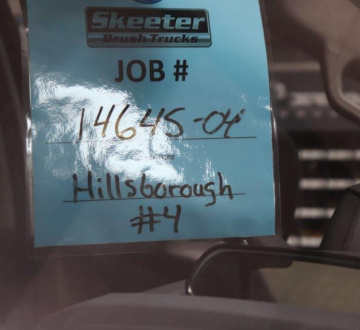 Skeeter
Brush Trucks
JOB #
14645-04
Hillsborough
#4